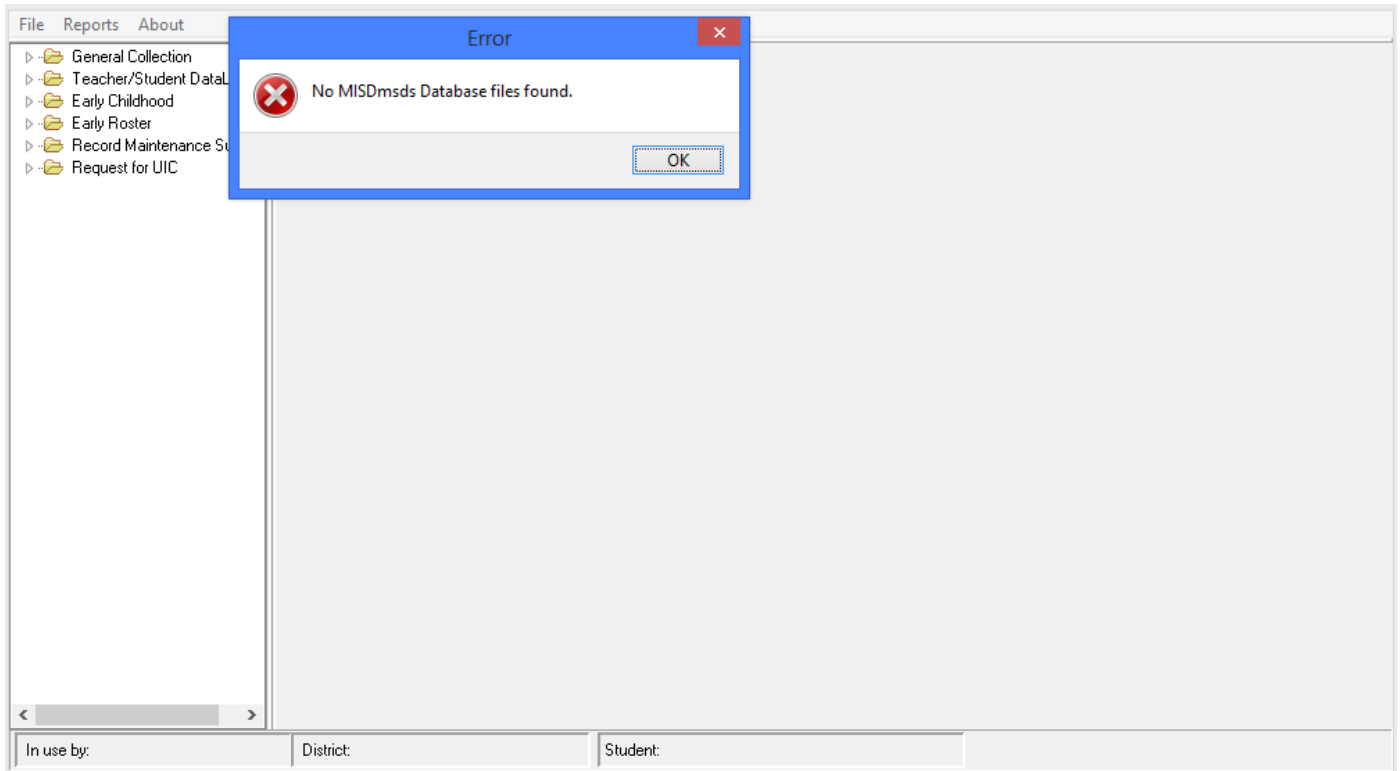 File Reports About
Error
General Collection
Teacher/Student DataL
No MISDmsds Database files found.
Early Childhood
Early Roster
Record Maintenance Su
OK
Request for UIC
In use by: District: Student: